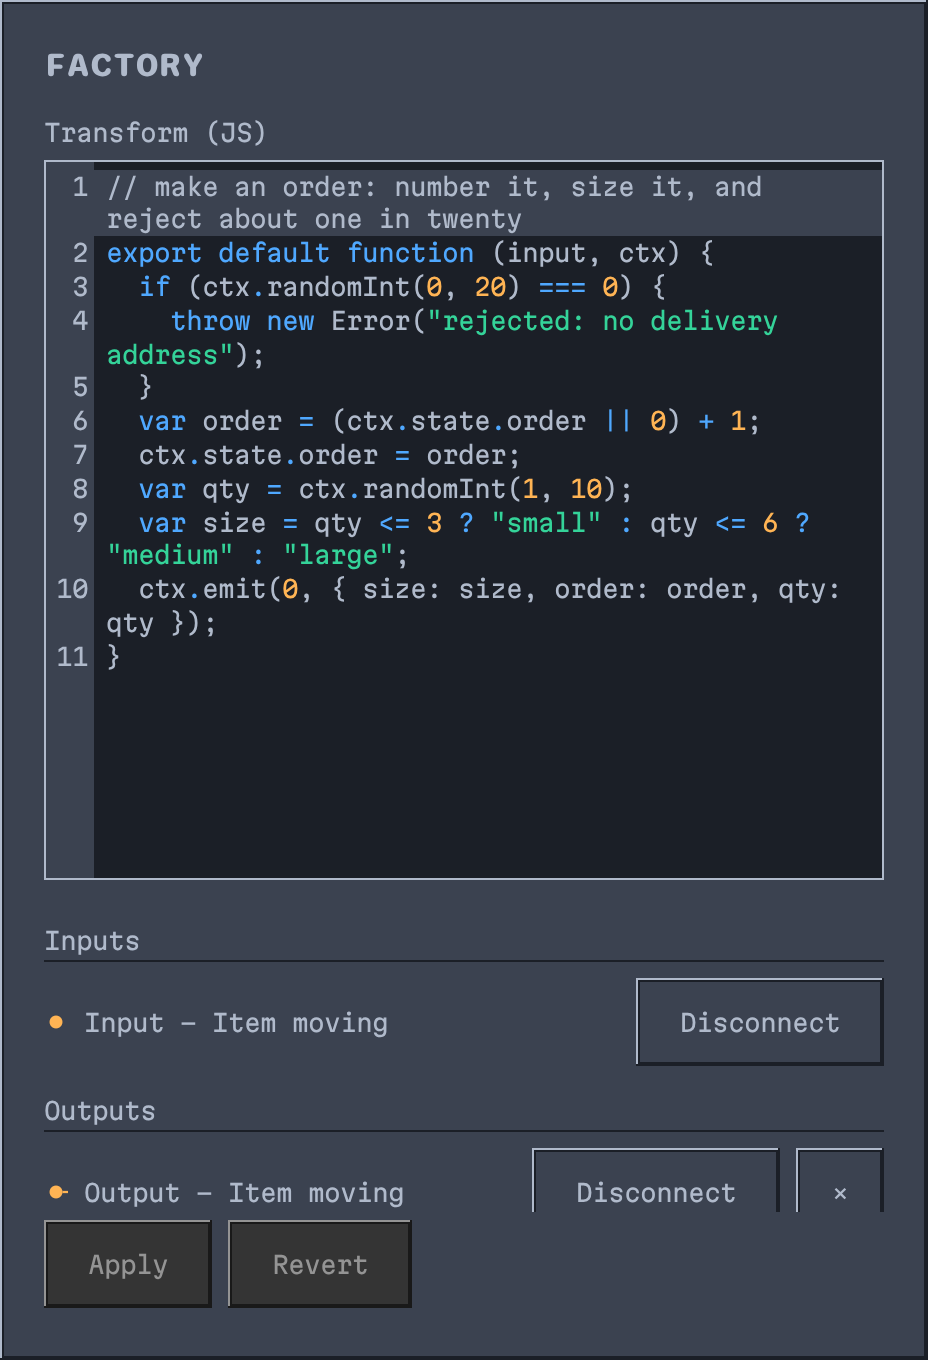 FACTORY
Transform (JS)
1 // make an order: number it, size it, and
reject about one in twenty
2 export default function (input, ctx) {
3   if (ctx.randomInt(0, 20) === 0) {
4     throw new Error("rejected: no delivery
address");
5   }
6   var order = (ctx.state.order || 0) + 1;
7   ctx.state.order = order;
8   var qty = ctx.randomInt(1, 10);
9   var size = qty <= 3 ? "small" : qty <= 6 ?
"medium" : "large";
10   ctx.emit(0, { size: size, order: order, qty:
qty });
11 }
Inputs
Input – Item moving Disconnect
Outputs
Output – Item moving Disconnect ×
Apply Revert